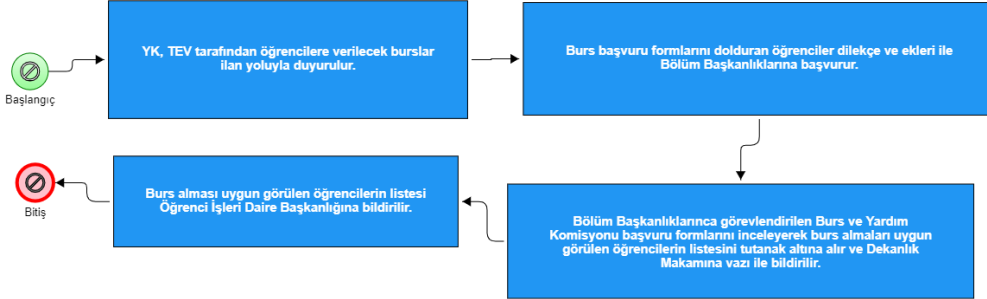 YK, TEV tarafından öğrencilere verilecek burslar
ilan yoluyla duyurulur.
Burs başvuru formlarını dolduran öğrenciler dilekçe ve ekleri ile
Bölüm Başkanlıklarına başvurur.
Başlangıç
Bölüm Başkanlıklarınca görevlendirilen Burs ve Yardım
Komisyonu başvuru formlarını inceleyerek burs almaları uygun
görülen öğrencilerin listesini tutanak altına alır ve Dekanlık
Makamına vazı ile bildirilir.
Burs alması uygun görülen öğrencilerin listesi
Öğrenci İşleri Daire Başkanlığına bildirilir.
Bitiş